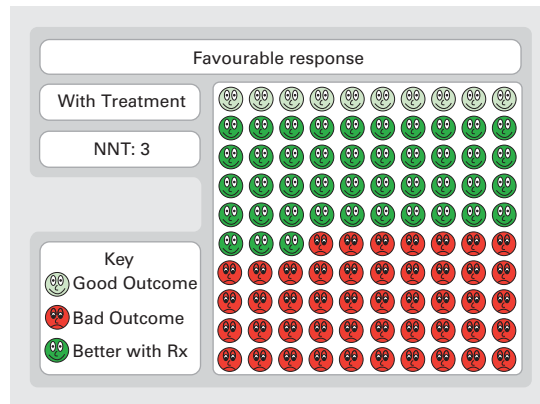 Favourable response
With Treatment
NNT: 3
Key
Good Outcome
Bad Outcome
Better with Rx